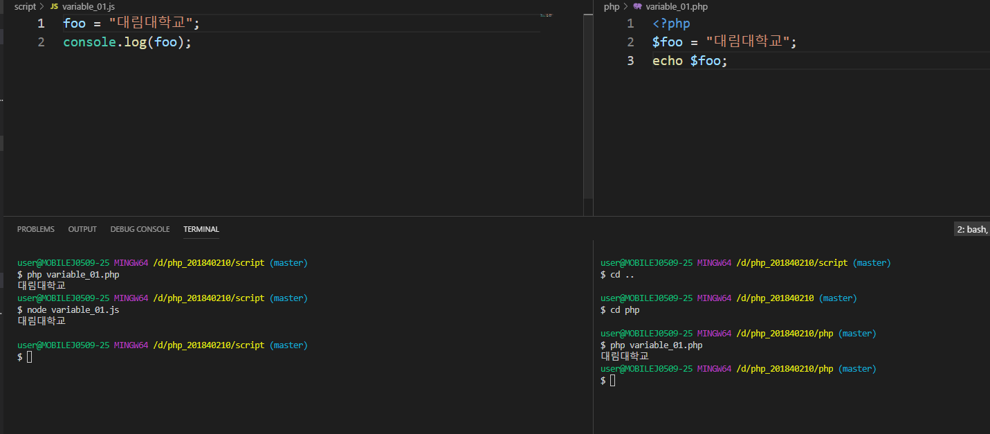 script > JS variable_01.js
1 foo = "대림대학교";
2 console.log(foo);
php > variable_01.php
1 <?php
2 $foo = "대림대학교";
3 echo $foo;
PROBLEMS OUTPUT DEBUG CONSOLE TERMINAL
2: bash,
user@MOBILEJ0509-25 MINGW64 /d/php_201840210/script (master)
$ php variable_01.php
대림대학교
user@MOBILEJ0509-25 MINGW64 /d/php_201840210/script (master)
$ node variable_01.js
대림대학교
user@MOBILEJ0509-25 MINGW64 /d/php_201840210/script (master)
$
user@MOBILEJ0509-25 MINGW64 /d/php_201840210/script (master)
$ cd ..
user@MOBILEJ0509-25 MINGW64 /d/php_201840210 (master)
$ cd php
user@MOBILEJ0509-25 MINGW64 /d/php_201840210/php (master)
$ php variable_01.php
대림대학교
user@MOBILEJ0509-25 MINGW64 /d/php_201840210/php (master)
$